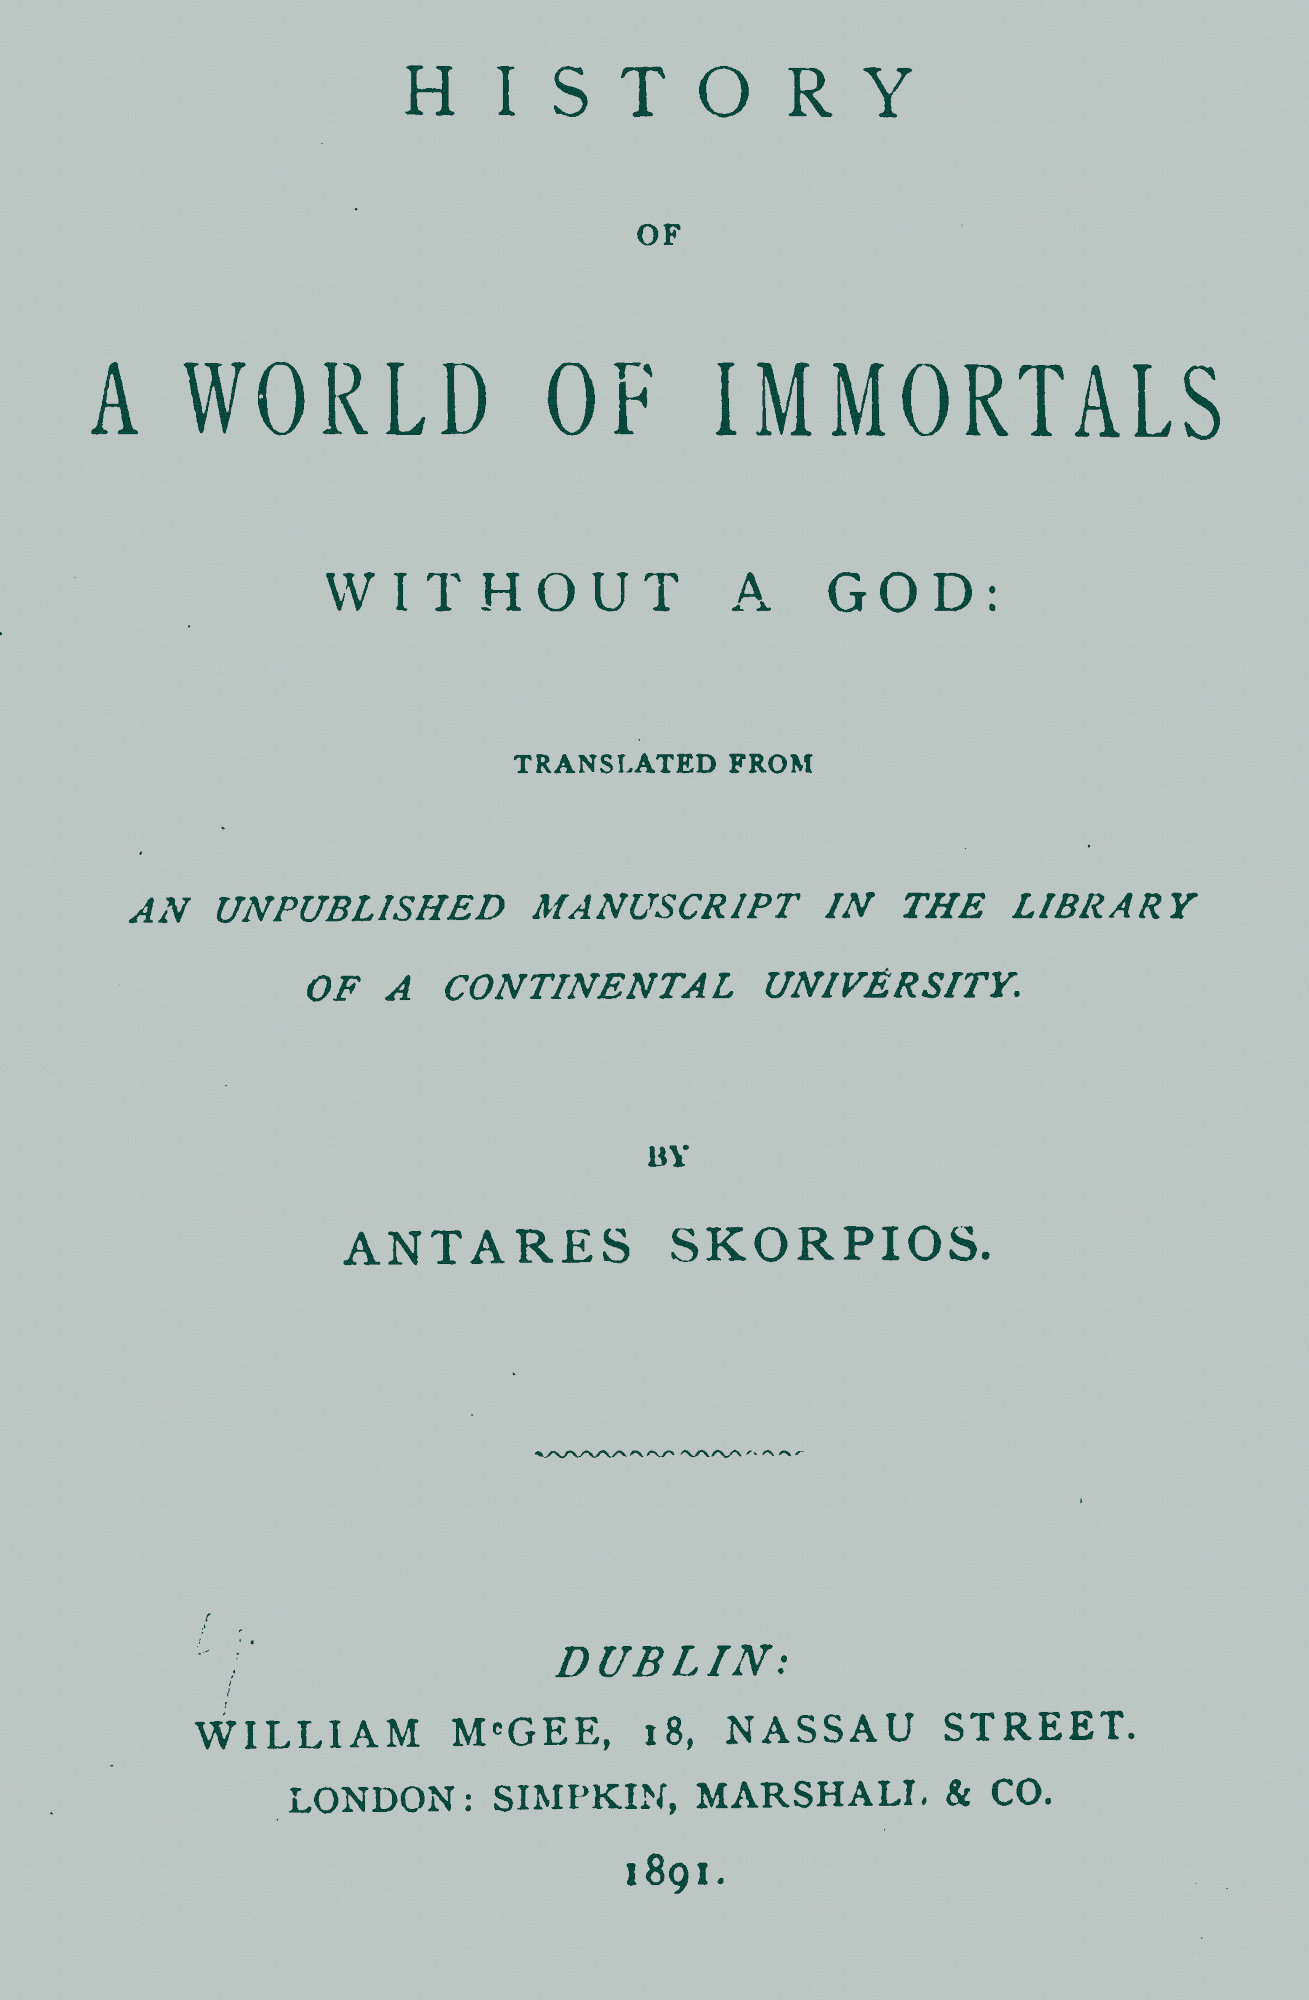 HISTORY
OF
A WORLD OF IMMORTALS
WITHOUT A GOD:
TRANSLATED FROM
AN UNPUBLISHED MANUSCRIPT IN THE LIBRARY
OF A CONTINENTAL UNIVERSITY.
BY
ANTARES SKORPIOS.
DUBLIN:
WILLIAM McGEE, 18, NASSAU STREET.
LONDON: SIMPKIN, MARSHALL & CO.
1891.